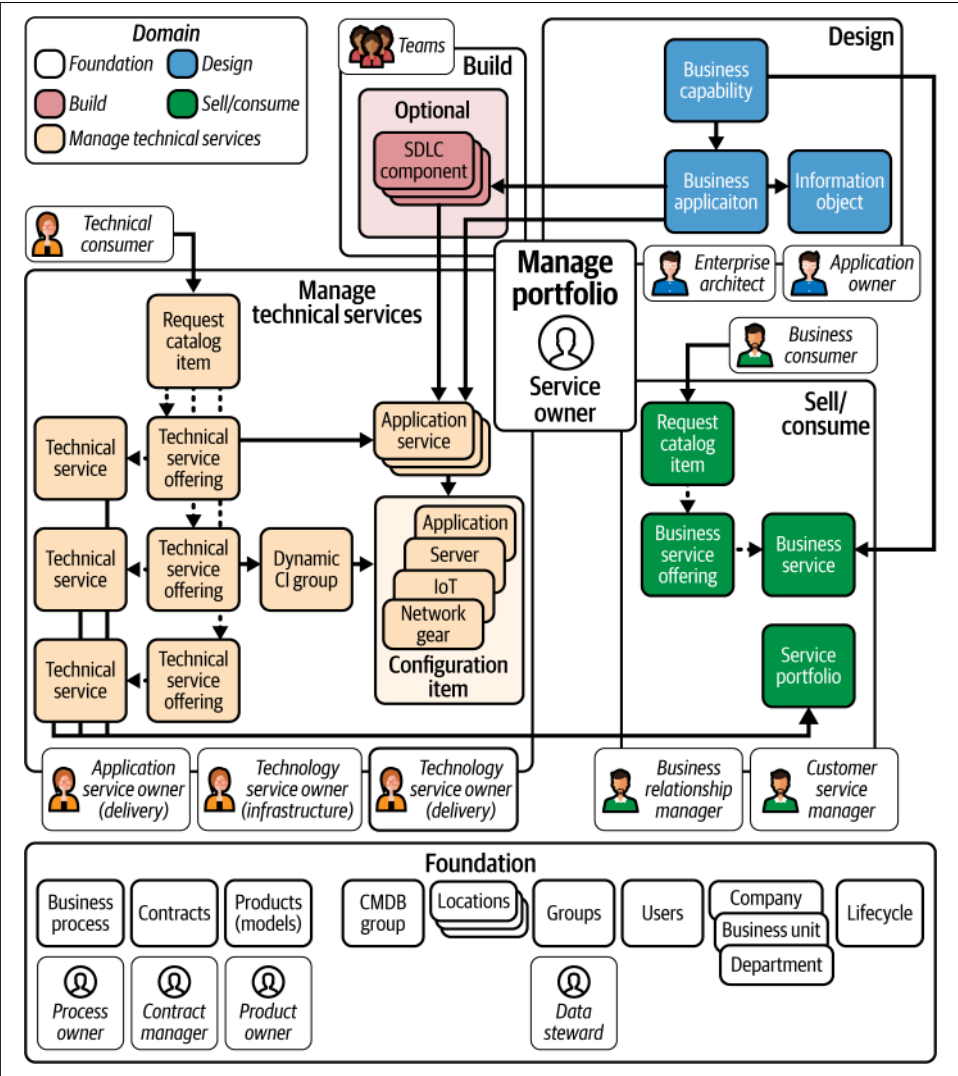 Domain
Foundation
Design
Build
Sell/consume
Manage technical services
Teams
Build
Optional
SDLC
component
Design
Business
capability
Business
applicaiton
Information
object
Enterprise
architect
Application
owner
Technical
consumer
Manage
technical services
Request
catalog
item
Manage
portfolio
Service
owner
Business
consumer
Sell/
consume
Technical
service
Technical
service
offering
Application
service
Request
catalog
item
Technical
service
Technical
service
offering
Dynamic
CI group
Application
Server
IoT
Network
gear
Configuration
item
Business
service
offering
Business
service
Technical
service
Technical
service
offering
Service
portfolio
Application
service owner
(delivery)
Technology
service owner
(infrastructure)
Technology
service owner
(delivery)
Business
relationship
manager
Customer
service
manager
Foundation
Business
process
Contracts
Products
(models)
CMDB
group
Locations
Groups
Users
Company
Business unit
Department
Lifecycle
Process
owner
Contract
manager
Product
owner
Data
steward